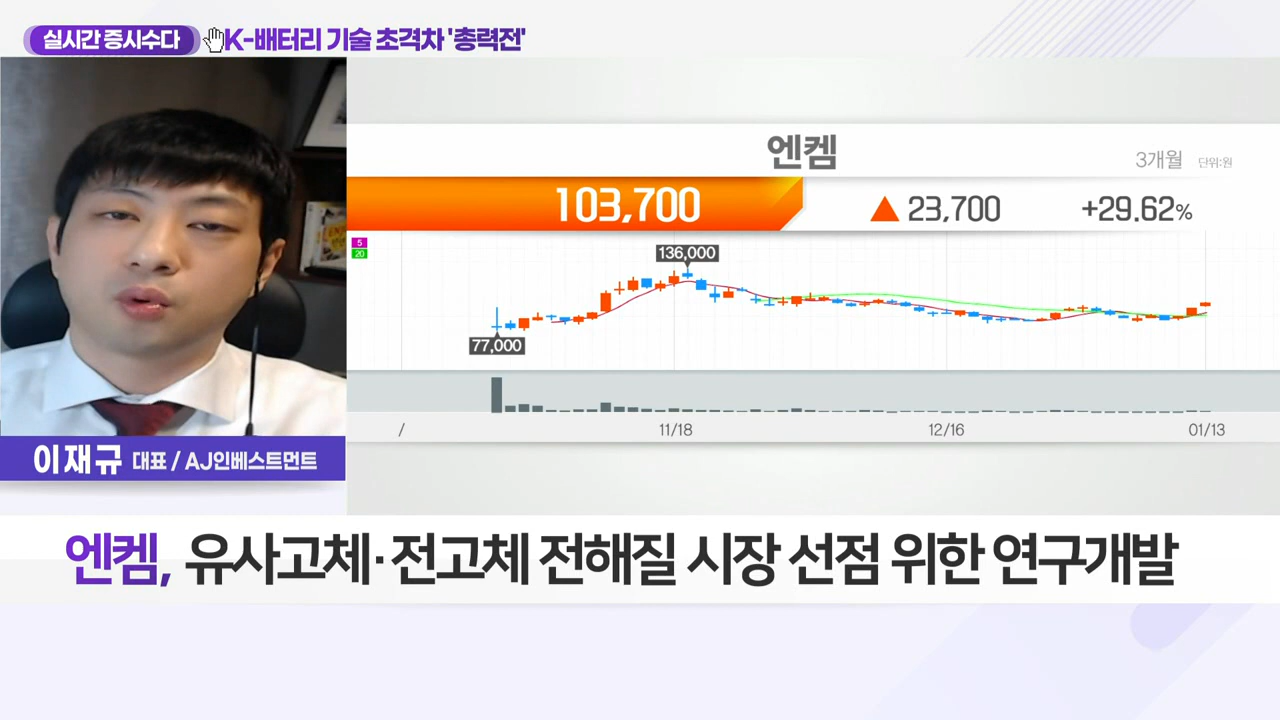 실시간 증시수다
K-배터리 기술 초격차 '총력전'
엔켐
3개월 단위:원
103,700 ▲ 23,700 +29.62%
5
20
136,000
77,000
/ 11/18 12/16 01/13
이재규 대표 / AJ인베스트먼트
엔켐, 유사고체·전고체 전해질 시장 선점 위한 연구개발